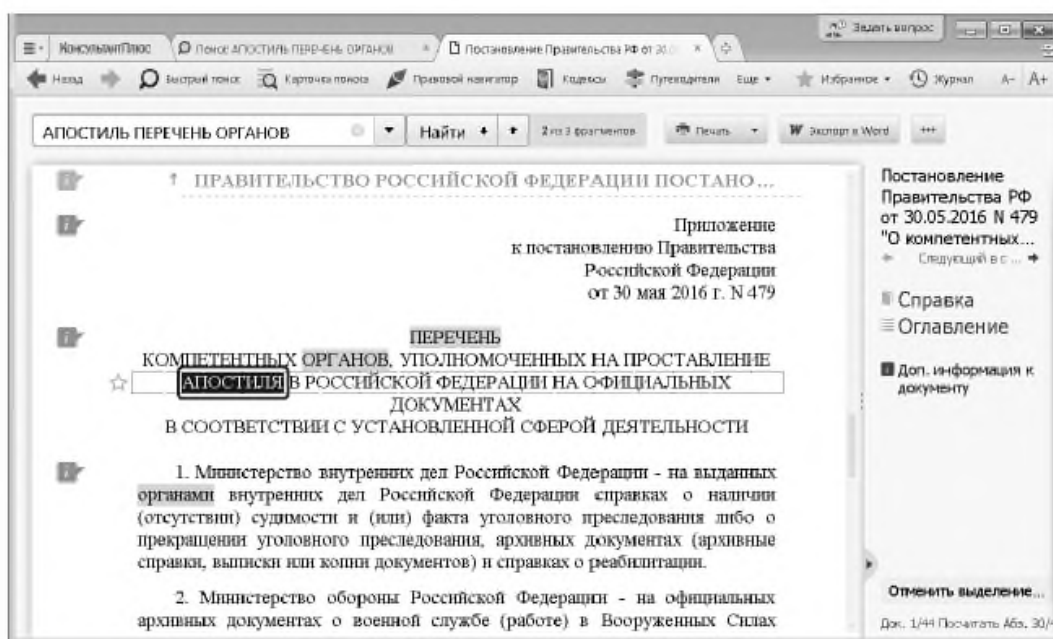 Задать вопрос
КонсультантПлюс Поиск АПОСТИЛЬ ПЕРЕЧЕНЬ ОРГАНОВ × Постановление Правительства РФ от 30.0 ×
Назад Быстрый поиск Карточка поиска Правовой навигатор Кодексы Путеводители Еще Избранное Журнал А- А+
АПОСТИЛЬ ПЕРЕЧЕНЬ ОРГАНОВ Найти 2 из 3 фрагментов Печать Экспорт в Word
↑ ПРАВИТЕЛЬСТВО РОССИЙСКОЙ ФЕДЕРАЦИИ ПОСТАНО...
Приложение
к постановлению Правительства
Российской Федерации
от 30 мая 2016 г. N 479
ПЕРЕЧЕНЬ
КОМПЕТЕНТНЫХ ОРГАНОВ, УПОЛНОМОЧЕННЫХ НА ПРОСТАВЛЕНИЕ
АПОСТИЛЯ В РОССИЙСКОЙ ФЕДЕРАЦИИ НА ОФИЦИАЛЬНЫХ
ДОКУМЕНТАХ
В СООТВЕТСТВИИ С УСТАНОВЛЕННОЙ СФЕРОЙ ДЕЯТЕЛЬНОСТИ
1. Министерство внутренних дел Российской Федерации - на выданных
органами внутренних дел Российской Федерации справках о наличии
(отсутствии) судимости и (или) факта уголовного преследования либо о
прекращении уголовного преследования, архивных документах (архивные
справки, выписки или копии документов) и справках о реабилитации.
2. Министерство обороны Российской Федерации - на официальных
архивных документах о военной службе (работе) в Вооруженных Силах
Постановление
Правительства РФ
от 30.05.2016 N 479
"О компетентных...
Следующий в с ...
Справка
Оглавление
Доп. информация к
документу
Отменить выделение...
Док. 1/44 Посчитать Абз. 30/